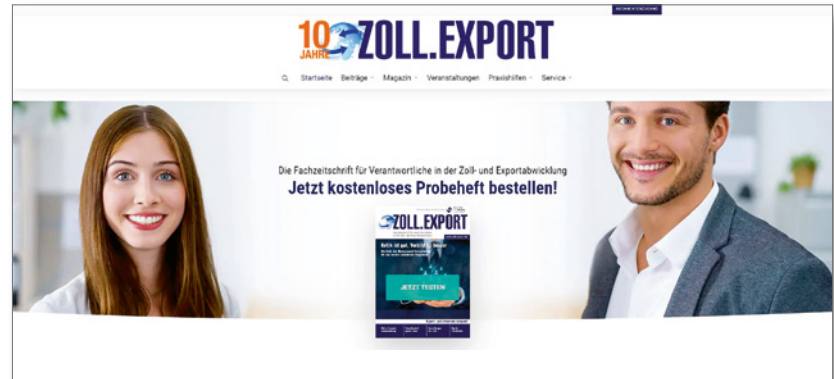 10 JAHRE ZOLL.EXPORT
Startseite Beiträge Magazin Veranstaltungen Praxishilfen Service
Die Fachzeitschrift für Verantwortliche in der Zoll- und Exportabwicklung
Jetzt kostenloses Probeheft bestellen!
ZOLL.EXPORT
JETZT TESTEN